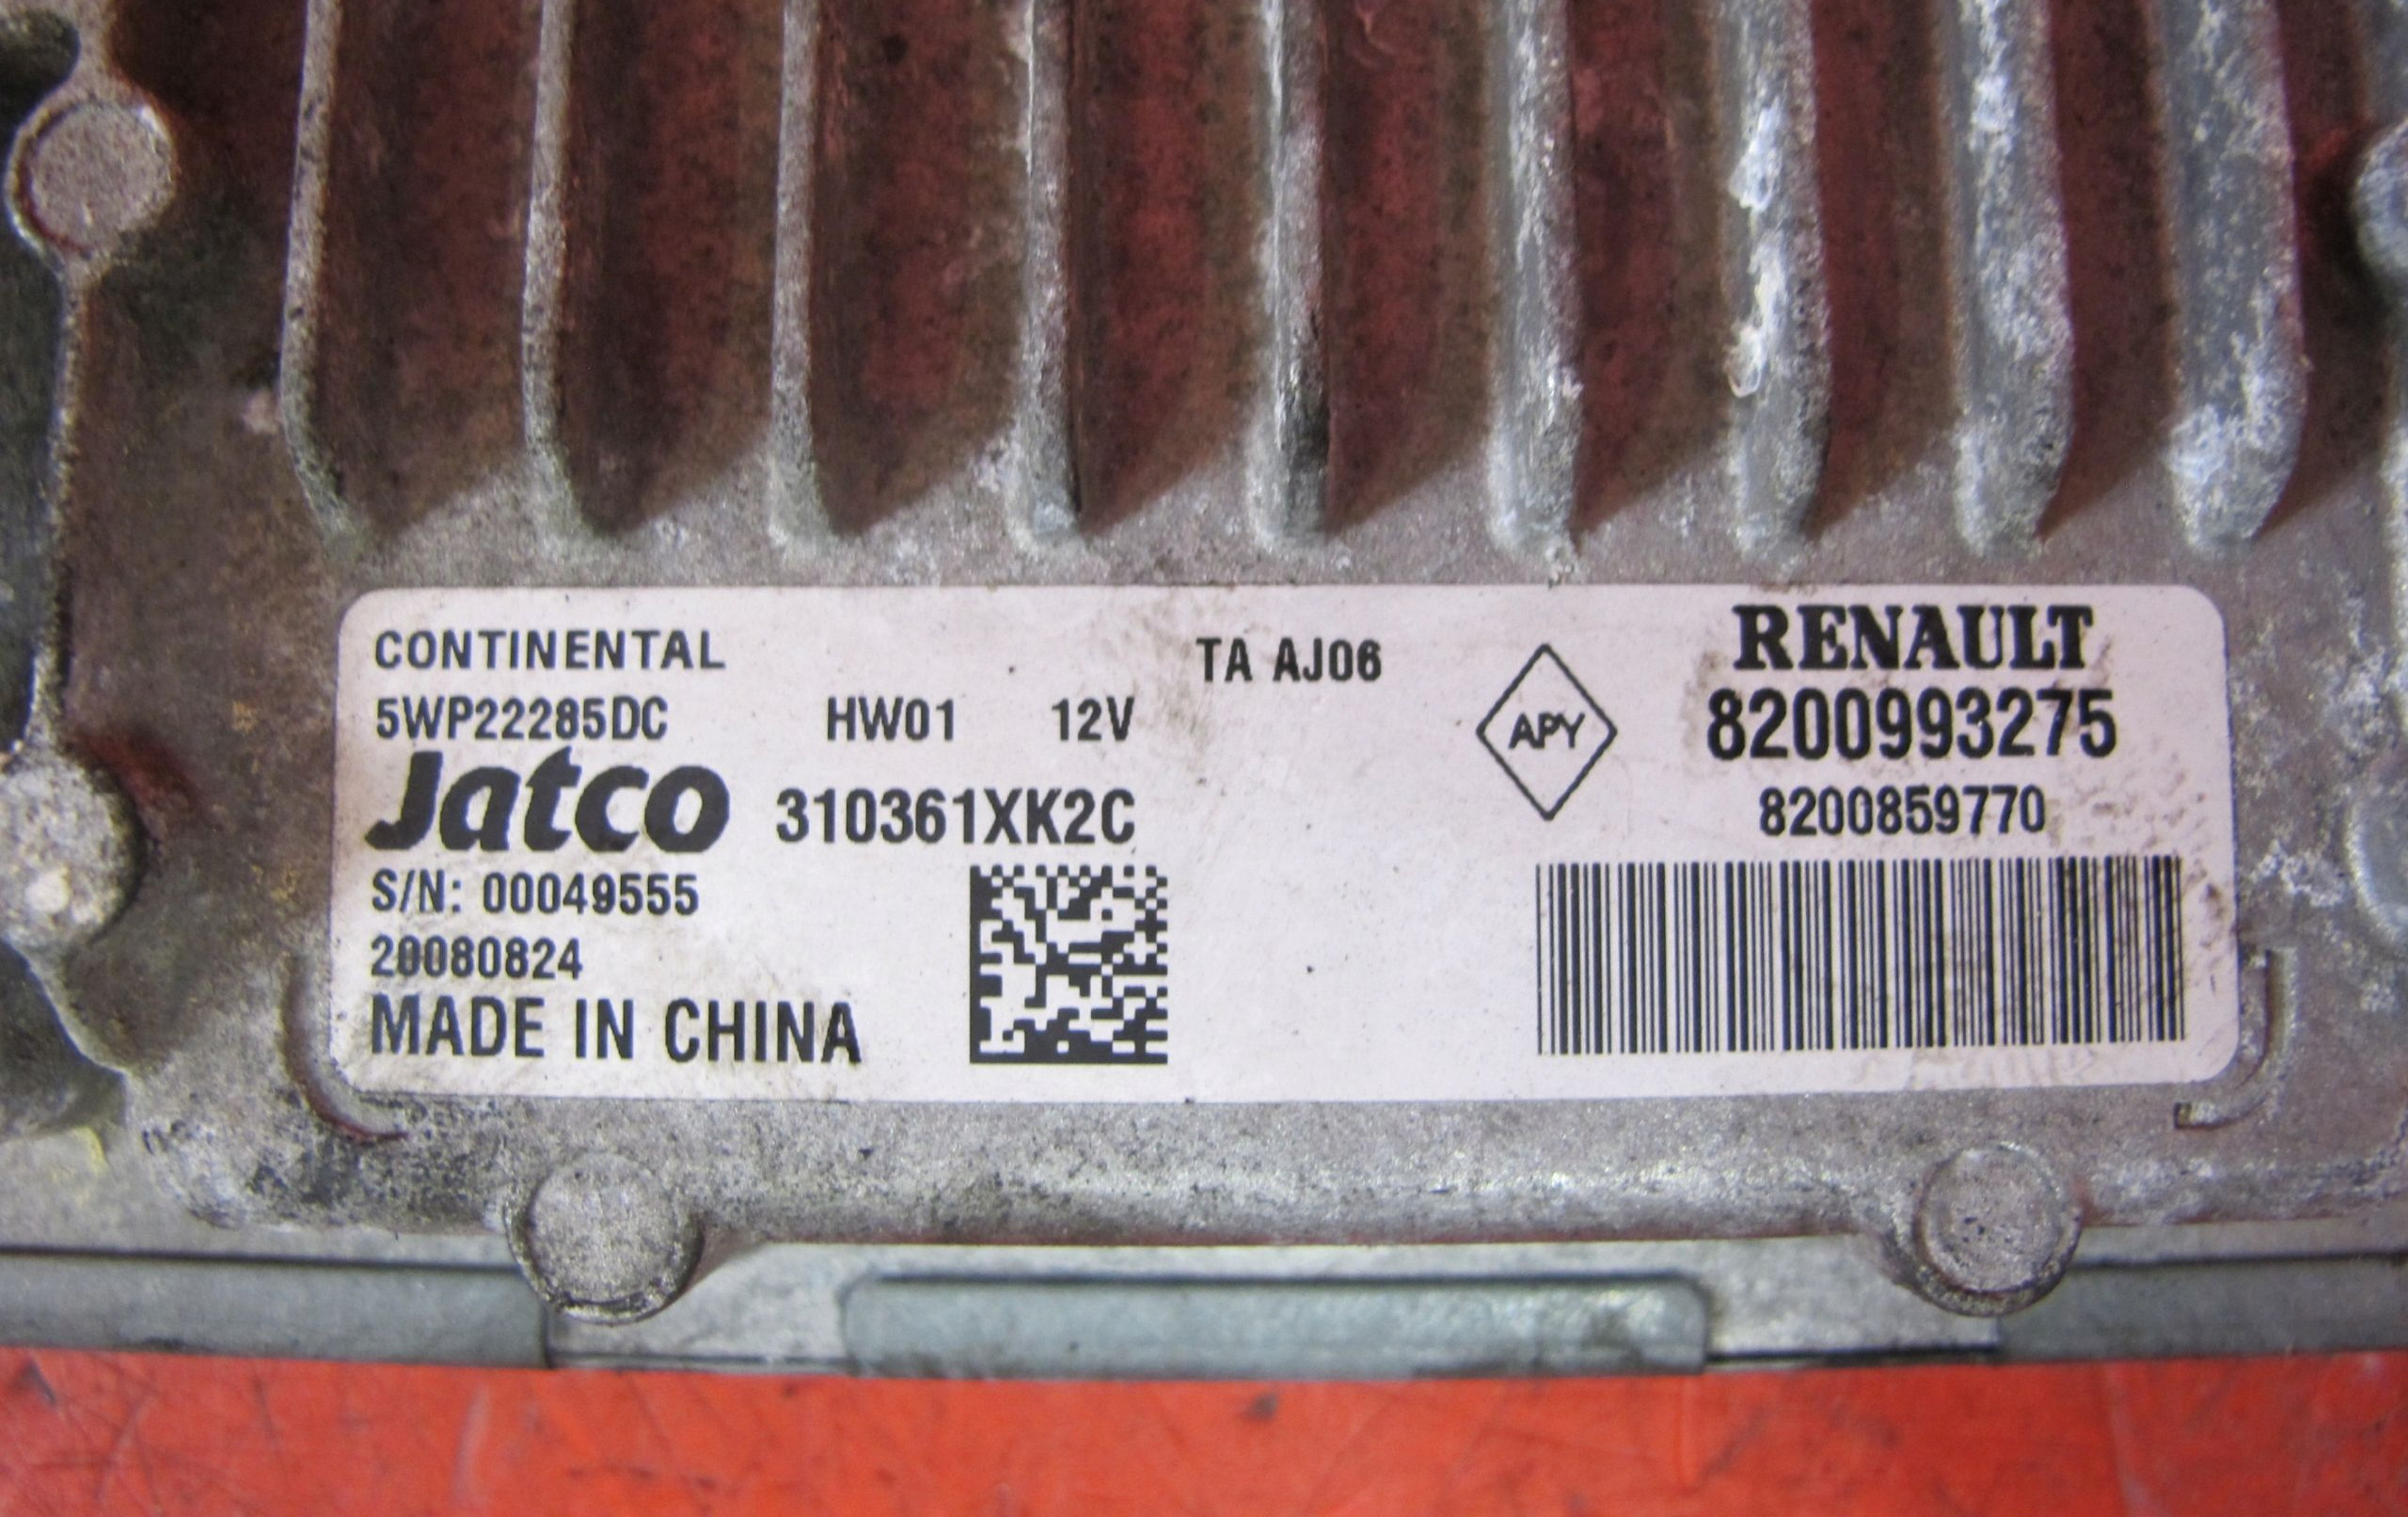 CONTINENTAL
5WP22285DC HW01 12V
TA AJ06
Jatco 310361XK2C
S/N: 00049555
20080824
MADE IN CHINA
APY
RENAULT
8200993275
8200859770